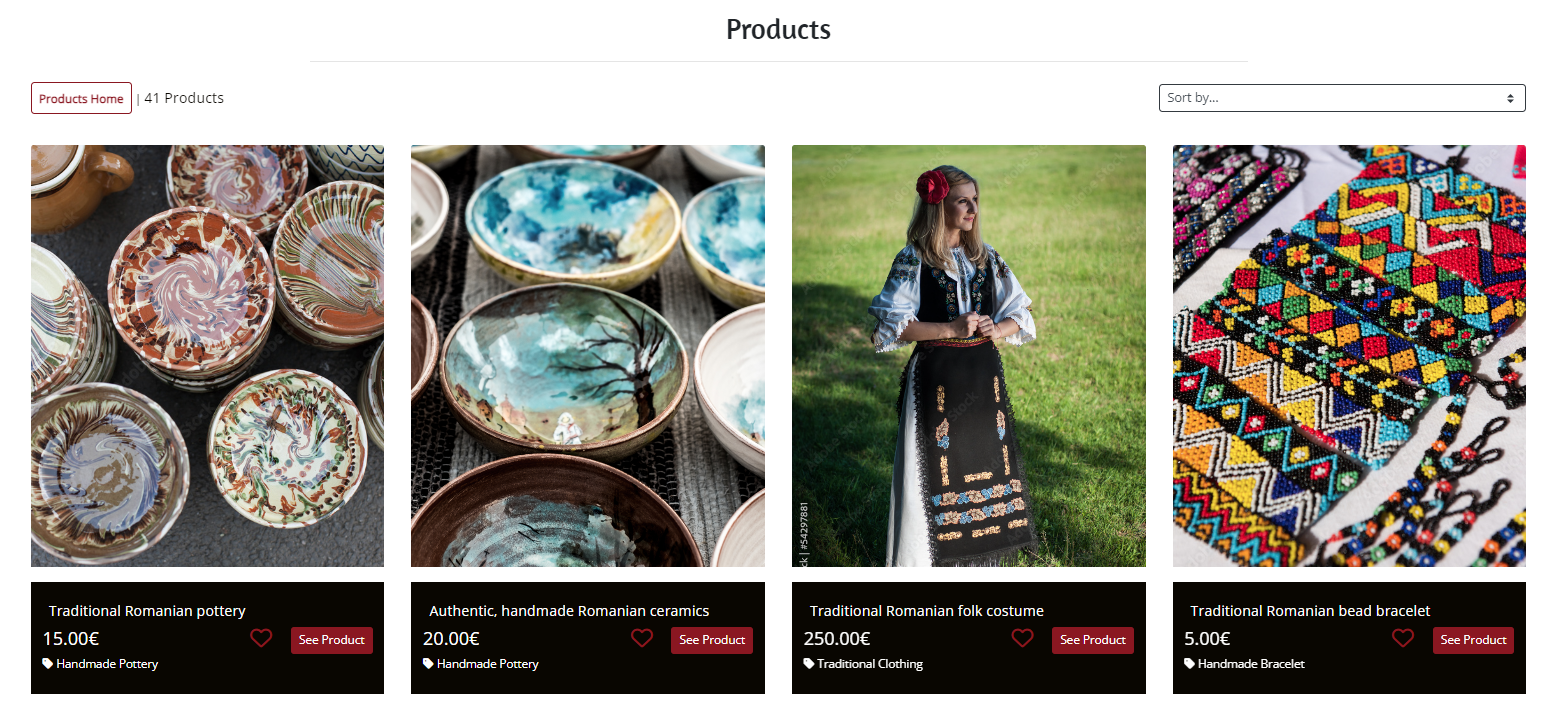 Products
Products Home | 41 Products
Sort by...
Traditional Romanian pottery
15.00€
See Product
Handmade Pottery
Authentic, handmade Romanian ceramics
20.00€
See Product
Handmade Pottery
#54297881
Traditional Romanian folk costume
250.00€
See Product
Traditional Clothing
Traditional Romanian bead bracelet
5.00€
See Product
Handmade Bracelet